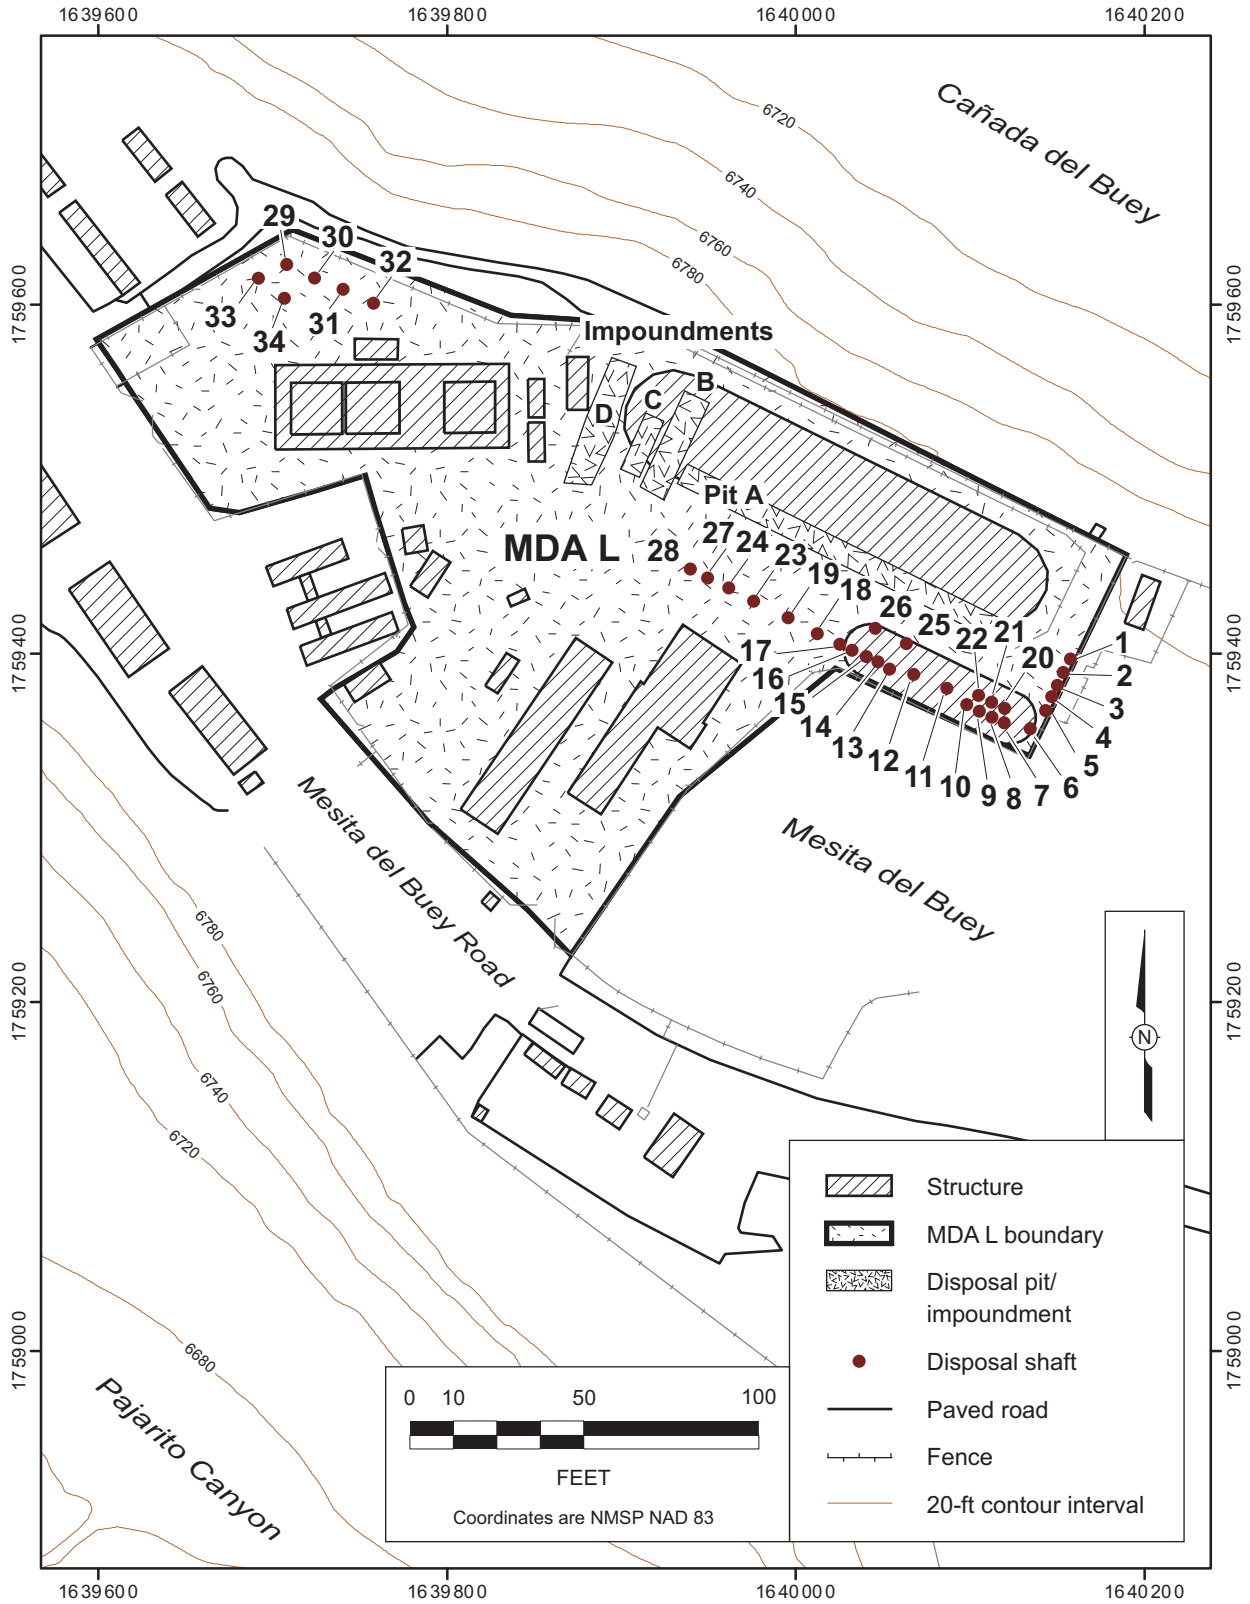 1639600
1639800
1640000
1640200
Cañada del Buey
6720
6740
6760
6780
29
30
32
33
34
31
1759600
1759600
Impoundments
B
C
D
Pit A
MDA L
28
27
24
23
19
18
26
25
22
21
20
1
2
3
4
5
6
7
8
9
10
11
12
13
14
15
16
17
1759400
1759400
Mesita del Buey Road
Mesita del Buey
6780
6760
6740
6720
6680
1759200
1759200
N
Pajarito Canyon
1759000
1759000
Structure
MDA L boundary
Disposal pit/
impoundment
Disposal shaft
Paved road
Fence
20-ft contour interval
0 10 50 100
FEET
Coordinates are NMSP NAD 83
1639600
1639800
1640000
1640200